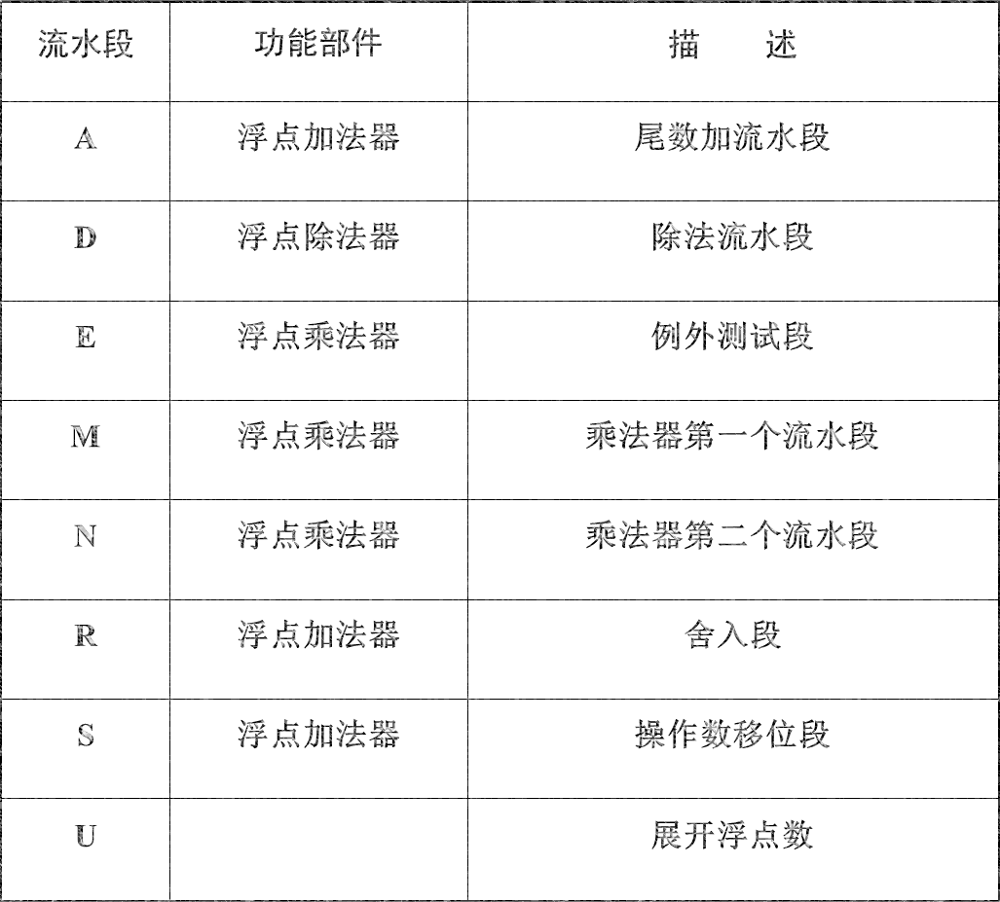 流水段 功能部件 描 述
A 浮点加法器 尾数加流水段
D 浮点除法器 除法流水段
E 浮点乘法器 例外测试段
M 浮点乘法器 乘法器第一个流水段
N 浮点乘法器 乘法器第二个流水段
R 浮点加法器 舍入段
S 浮点加法器 操作数移位段
U 展开浮点数